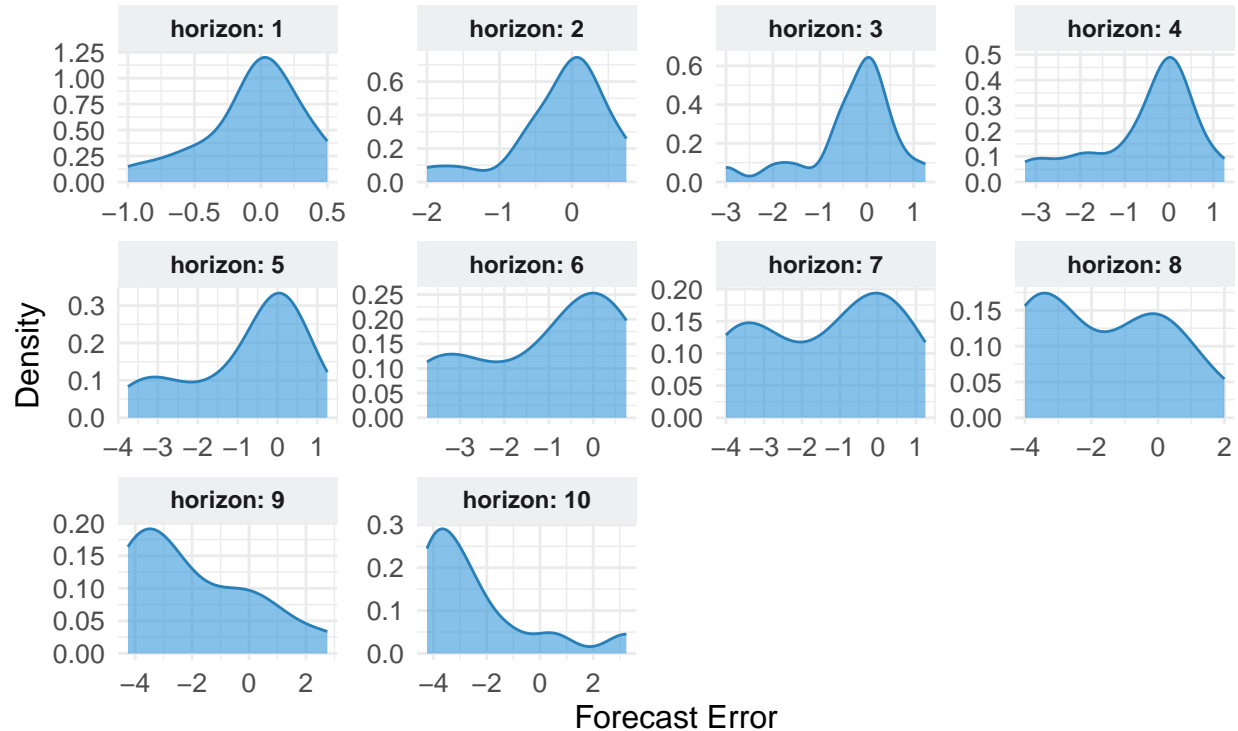 horizon: 1
1.25
1.00
0.75
0.50
0.25
0.00
−1.0 −0.5 0.0 0.5
horizon: 2
0.6
0.4
0.2
0.0
−2 −1 0
horizon: 3
0.6
0.4
0.2
0.0
−3 −2 −1 0 1
horizon: 4
0.5
0.4
0.3
0.2
0.1
0.0
−3 −2 −1 0 1
horizon: 5
0.3
0.2
0.1
0.0
−4 −3 −2 −1 0 1
horizon: 6
0.25
0.20
0.15
0.10
0.05
0.00
−3 −2 −1 0
horizon: 7
0.20
0.15
0.10
0.05
0.00
−4 −3 −2 −1 0 1
horizon: 8
0.15
0.10
0.05
0.00
−4 −2 0 2
horizon: 9
0.20
0.15
0.10
0.05
0.00
−4 −2 0 2
horizon: 10
0.3
0.2
0.1
0.0
−4 −2 0 2
Density
Forecast Error